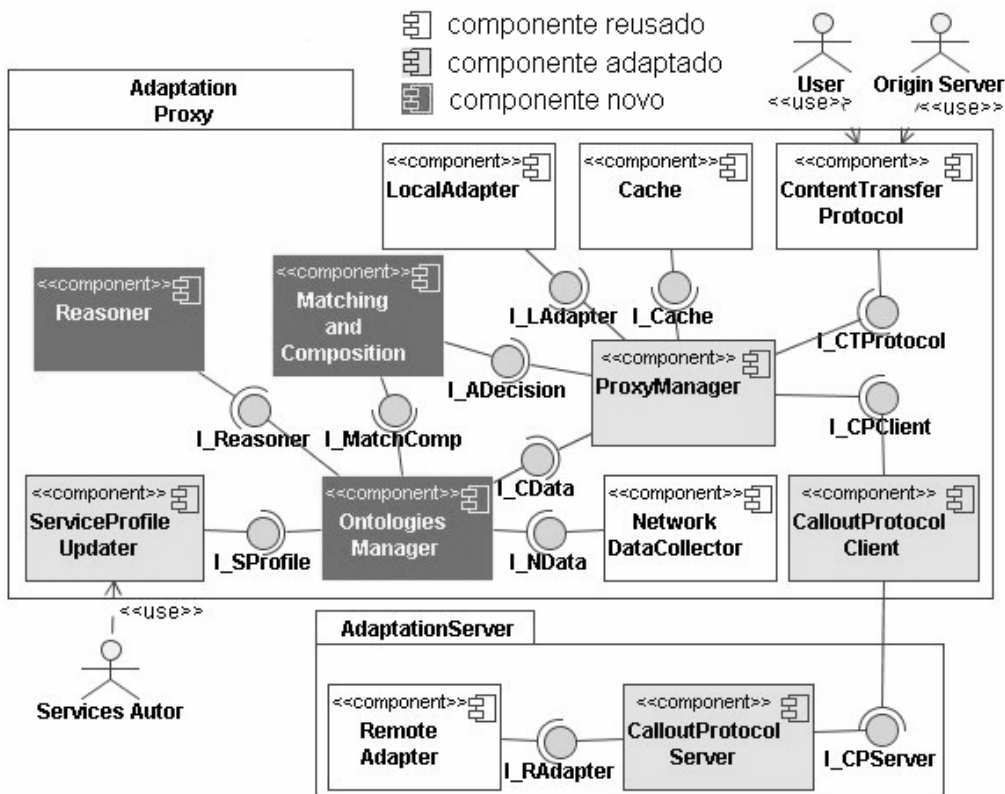 componente reusado
componente adaptado
componente novo
User
<<use>>
Origin Server
<<use>>
Adaptation
Proxy
<<component>>
LocalAdapter
<<component>>
Cache
<<component>>
ContentTransfer
Protocol
<<component>>
Reasoner
<<component>>
Matching
and
Composition
I_LAdapter
I_Cache
I_CTProtocol
<<component>>
ProxyManager
I_ADecision
I_CPClient
I_Reasoner
I_MatchComp
I_CData
<<component>>
ServiceProfile
Updater
I_SProfile
<<component>>
Ontologies
Manager
I_NData
<<component>>
Network
DataCollector
<<component>>
CalloutProtocol
Client
<<use>>
Services Autor
AdaptationServer
<<component>>
Remote
Adapter
I_RAdapter
<<component>>
CalloutProtocol
Server
I_CPServer